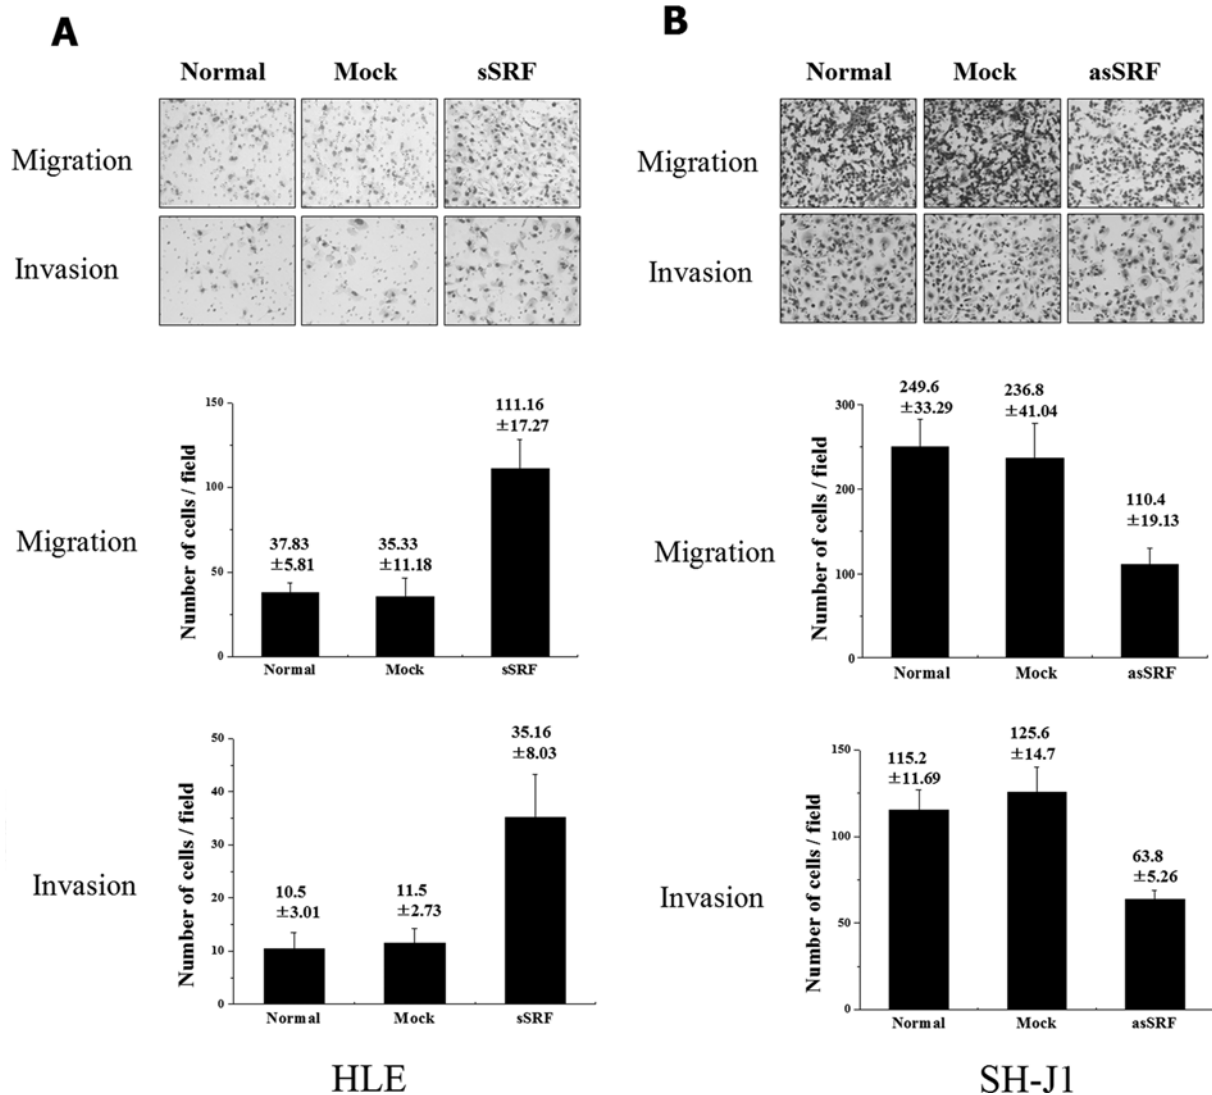 A
Normal Mock sSRF
Migration
Invasion
150
100
50
0
Number of cells / field
37.83
±5.81
35.33
±11.18
111.16
±17.27
Migration
Normal Mock sSRF
50
40
30
20
10
0
Number of cells / field
10.5
±3.01
11.5
±2.73
35.16
±8.03
Invasion
Normal Mock sSRF
HLE
B
Normal Mock asSRF
Migration
Invasion
300
200
100
0
Number of cells / field
249.6
±33.29
236.8
±41.04
110.4
±19.13
Migration
Normal Mock asSRF
150
100
50
0
Number of cells / field
115.2
±11.69
125.6
±14.7
63.8
±5.26
Invasion
Normal Mock asSRF
SH-J1